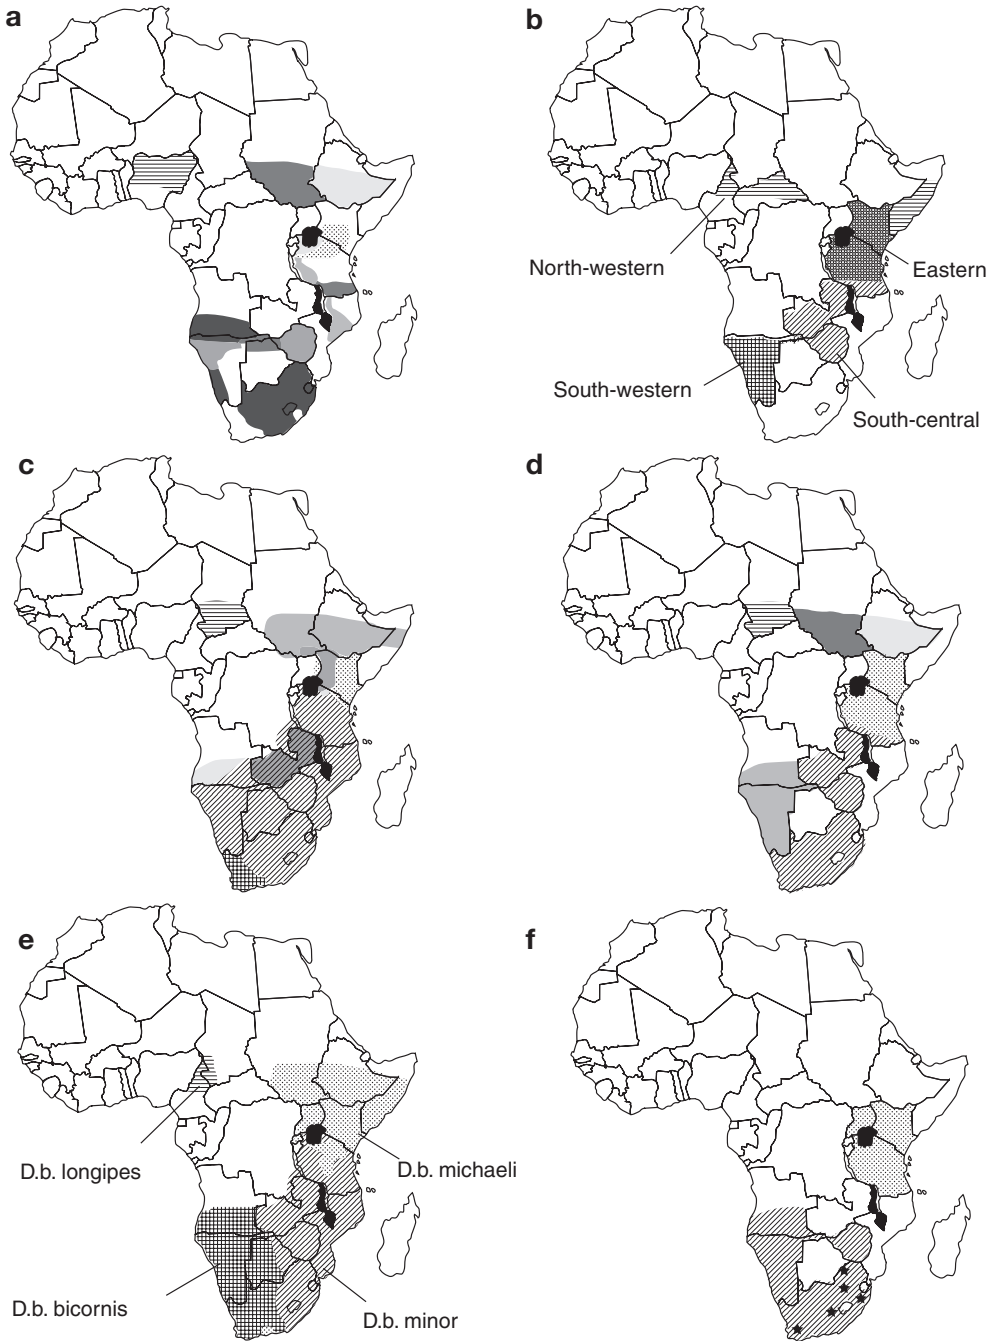 a
b
North-western
Eastern
South-western
South-central
c
d
e
f
D.b. longipes
D.b. michaeli
D.b. bicornis
D.b. minor